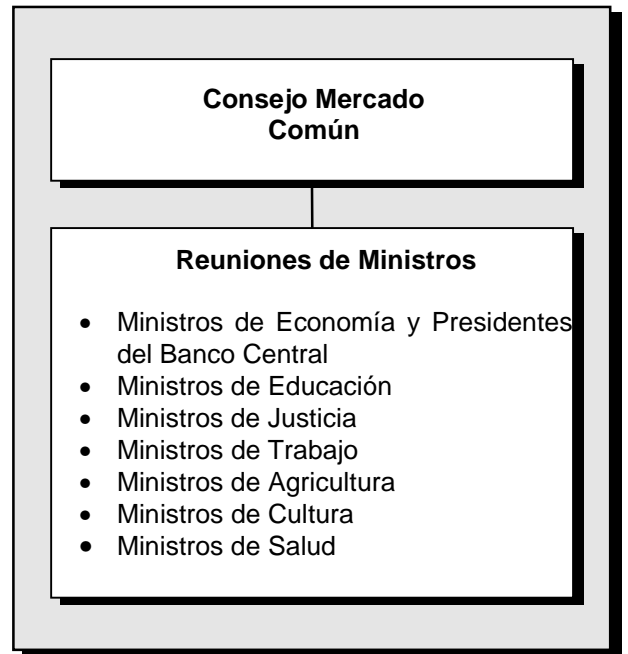 Consejo Mercado
Común
Reuniones de Ministros
• Ministros de Economía y Presidentes
del Banco Central
• Ministros de Educación
• Ministros de Justicia
• Ministros de Trabajo
• Ministros de Agricultura
• Ministros de Cultura
• Ministros de Salud